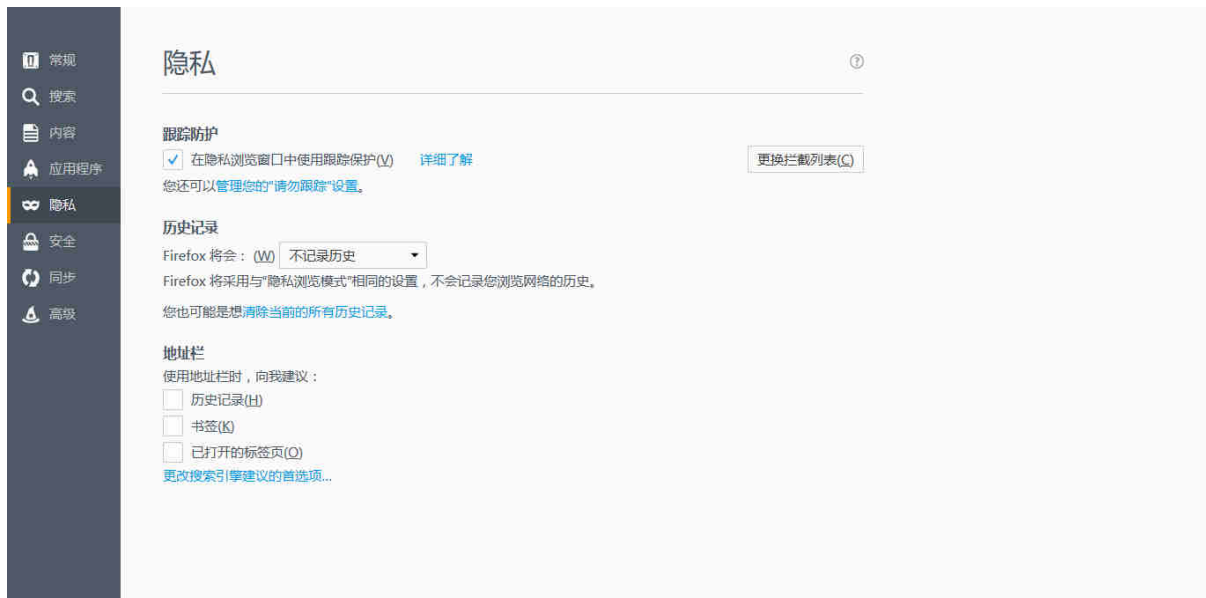 常规
搜索
内容
应用程序
隐私
安全
同步
高级
隐私
跟踪防护
在隐私浏览窗口中使用跟踪保护(V) 详细了解 更换拦截列表(C)
您还可以管理您的"请勿跟踪"设置。
历史记录
Firefox 将会： (W) 不记录历史
Firefox 将采用与"隐私浏览模式"相同的设置，不会记录您浏览网络的历史。
您也可能是想清除当前的所有历史记录。
地址栏
使用地址栏时，向我建议：
历史记录(H)
书签(K)
已打开的标签页(O)
更改搜索引擎建议的首选项...